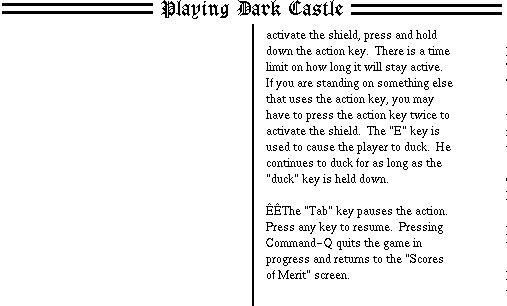 Playing Dark Castle
activate the shield, press and hold
down the action key.  There is a time
limit on how long it will stay active.
If you are standing on something else
that uses the action key, you may
have to press the action key twice to
activate the shield.  The "E" key is
used to cause the player to duck.  He
continues to duck for as long as the
"duck" key is held down.
ÊÊThe "Tab" key pauses the action.
Press any key to resume.  Pressing
Command-Q quits the game in
progress and returns to the "Scores
of Merit" screen.